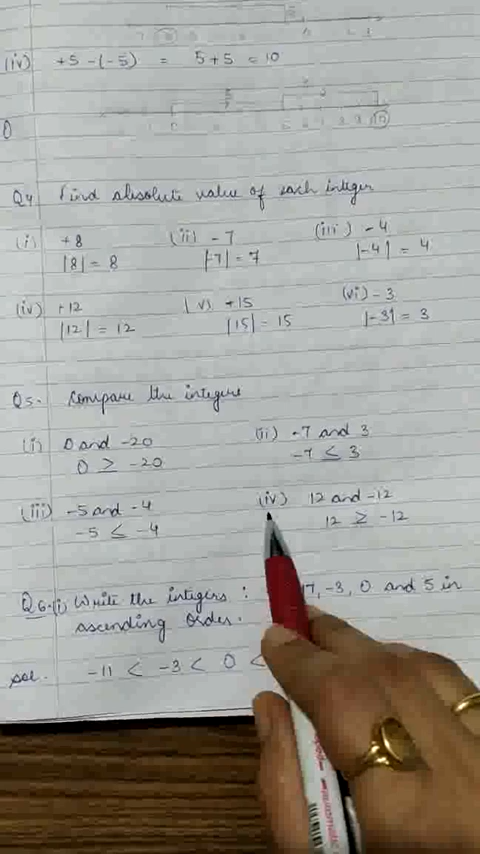 (iv) +5 -(-5) = 5+5 = 10
Q4 Find absolute value of each integer
(i) +8 (ii) -7 (iii) -4
|8| = 8 |-7| = 7 |-4| = 4
(iv) +12 (v) +15 (vi) -3
|12| = 12 |15| = 15 |-3| = 3
Q5. Compare the integers
(i) 0 and -20 (ii) -7 and 3
0 ≥ -20 -7 ≤ 3
(iii) -5 and -4 (iv) 12 and -12
-5 ≤ -4 12 ≥ -12
Q6.(i) Write the integers : 7, -3, 0 and 5 in
ascending order.
sol. -11 < -3 < 0 <